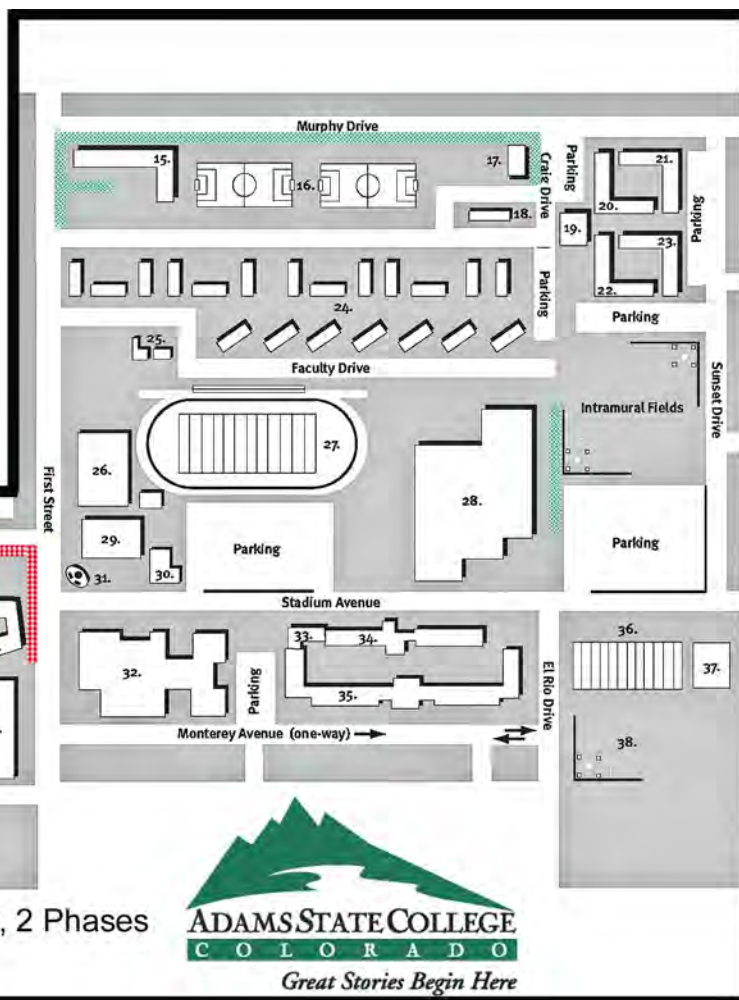 Murphy Drive
15.
16.
17.
Craig Drive
Parking
18.
19.
20.
21.
22.
23.
Parking
Parking
Parking
24.
25.
Faculty Drive
Sunset Drive
Intramural Fields
26.
27.
28.
First Street
29.
30.
31.
Parking
Parking
Stadium Avenue
32.
33.
34.
35.
Parking
36.
37.
38.
El Rio Drive
Monterey Avenue (one-way)
, 2 Phases
ADAMS STATE COLLEGE
COLORADO
Great Stories Begin Here